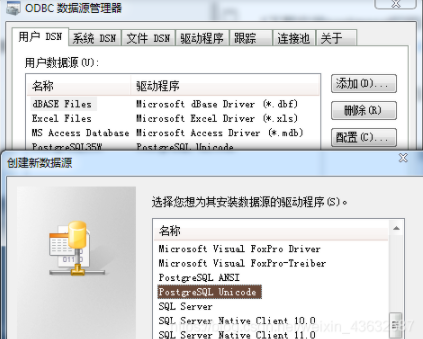 ODBC 数据源管理器
用户 DSN 系统 DSN 文件 DSN 驱动程序 跟踪 连接池 关于
用户数据源(U):
名称 驱动程序
dBASE Files Microsoft dBase Driver (*.dbf)
Excel Files Microsoft Excel Driver (*.xls)
MS Access Database Microsoft Access Driver (*.mdb)
PostgreSQL35W PostgreSQL Unicode
添加(D)...
删除(R)
配置(C)...
创建新数据源
选择您想为其安装数据源的驱动程序(S)。
名称
Microsoft Visual FoxPro Driver
Microsoft Visual FoxPro-Treiber
PostgreSQL ANSI
PostgreSQL Unicode
SQL Server
SQL Server Native Client 10.0
SQL Server Native Client 11.0